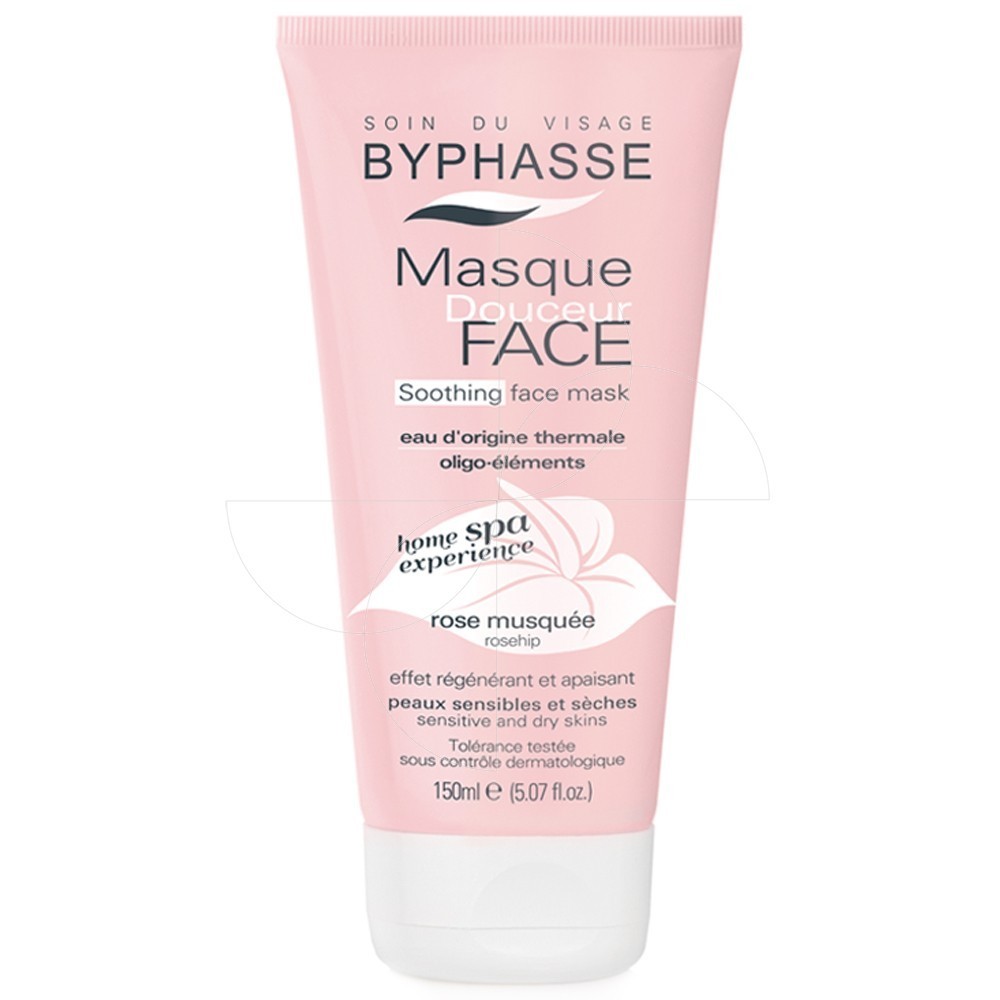 SOIN DU VISAGE
BYPHASSE
Masque
Douceur
FACE
Soothing face mask
eau d'origine thermale
oligo-éléments
home spa
experience
rose musquée
rosehip
effet régénérant et apaisant
peaux sensibles et sèches
sensitive and dry skins
Tolérance testée
sous contrôle dermatologique
150ml ℮ (5.07 fl.oz.)